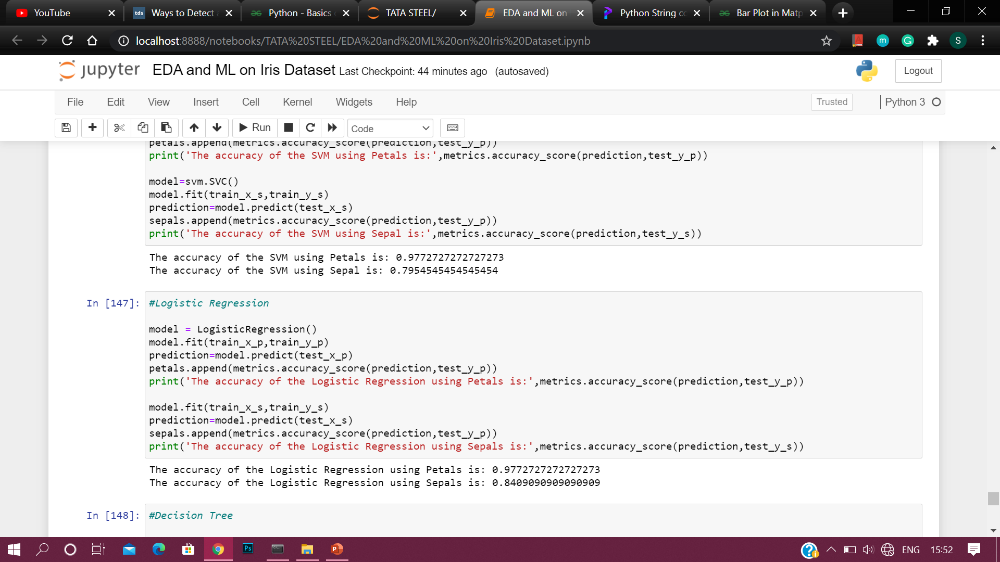 YouTube
tds Ways to Detect a
Python - Basics o
TATA STEEL/
EDA and ML on
Python String co
Bar Plot in Matp
localhost:8888/notebooks/TATA%20STEEL/EDA%20and%20ML%20on%20Iris%20Dataset.ipynb
m
G
S
jupyter EDA and ML on Iris Dataset Last Checkpoint: 44 minutes ago (autosaved)
Logout
File Edit View Insert Cell Kernel Widgets Help
Trusted
Python 3
Run
Code
petals.append(metrics.accuracy_score(prediction,test_y_p))
print('The accuracy of the SVM using Petals is:',metrics.accuracy_score(prediction,test_y_p))
model=svm.SVC()
model.fit(train_x_s,train_y_s)
prediction=model.predict(test_x_s)
sepals.append(metrics.accuracy_score(prediction,test_y_p))
print('The accuracy of the SVM using Sepal is:',metrics.accuracy_score(prediction,test_y_s))
The accuracy of the SVM using Petals is: 0.9772727272727273
The accuracy of the SVM using Sepal is: 0.7954545454545454
In [147]: #Logistic Regression
model = LogisticRegression()
model.fit(train_x_p,train_y_p)
prediction=model.predict(test_x_p)
petals.append(metrics.accuracy_score(prediction,test_y_p))
print('The accuracy of the Logistic Regression using Petals is:',metrics.accuracy_score(prediction,test_y_p))
model.fit(train_x_s,train_y_s)
prediction=model.predict(test_x_s)
sepals.append(metrics.accuracy_score(prediction,test_y_p))
print('The accuracy of the Logistic Regression using Sepals is:',metrics.accuracy_score(prediction,test_y_s))
The accuracy of the Logistic Regression using Petals is: 0.9772727272727273
The accuracy of the Logistic Regression using Sepals is: 0.8409090909090909
In [148]: #Decision Tree
Ps
P
ENG
15:52